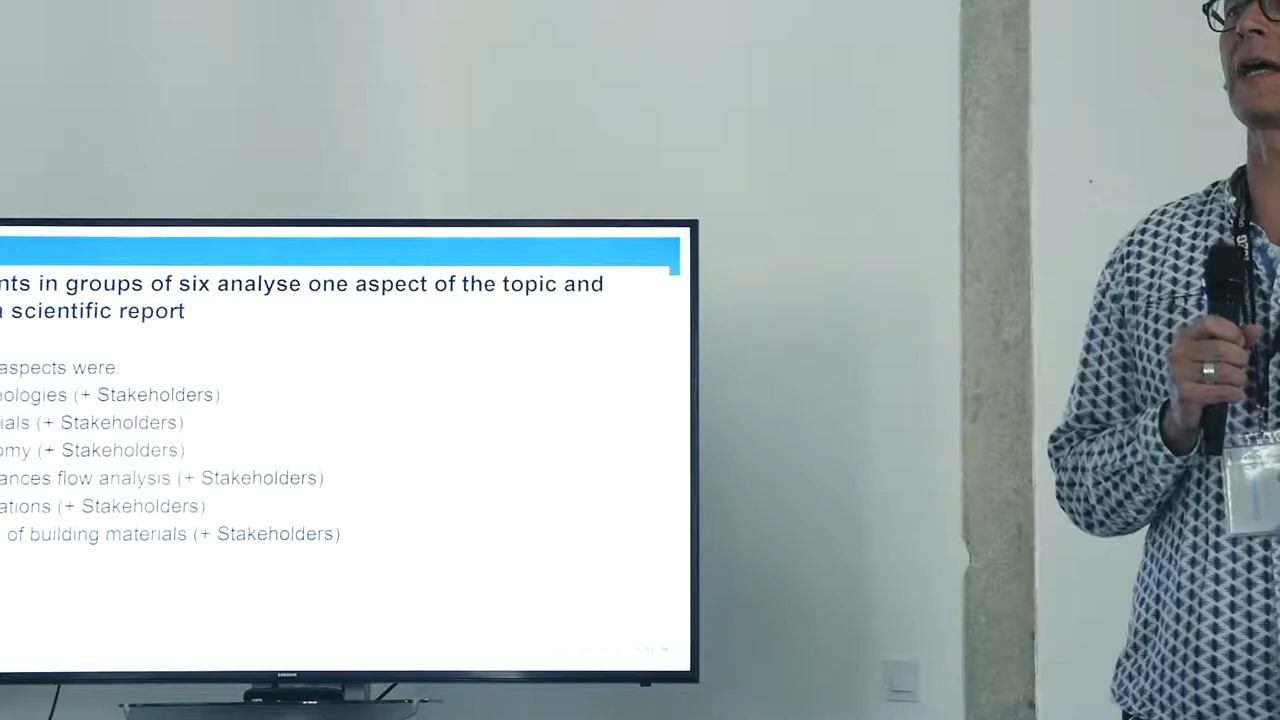 nts in groups of six analyse one aspect of the topic and
a scientific report
aspects were:
nologies (+ Stakeholders)
ials (+ Stakeholders)
omy (+ Stakeholders)
ances flow analysis (+ Stakeholders)
ations (+ Stakeholders)
of building materials (+ Stakeholders)
SAMSUNG